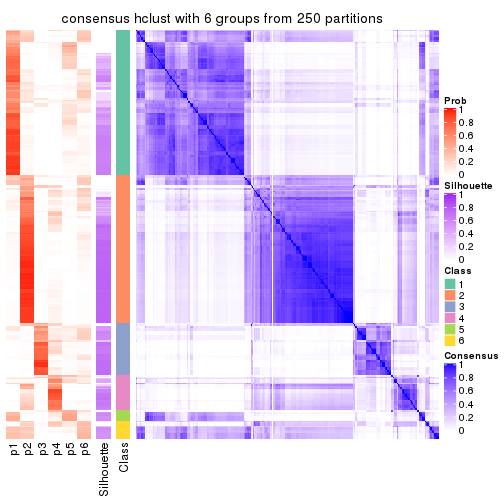 consensus hclust with 6 groups from 250 partitions
Prob
1
0.8
0.6
0.4
0.2
0
Silhouette
1
0.8
0.6
0.4
0.2
0
Class
1
2
3
4
5
6
Consensus
1
0.8
0.6
0.4
0.2
0
p1
p2
p3
p4
p5
p6
Silhouette
Class